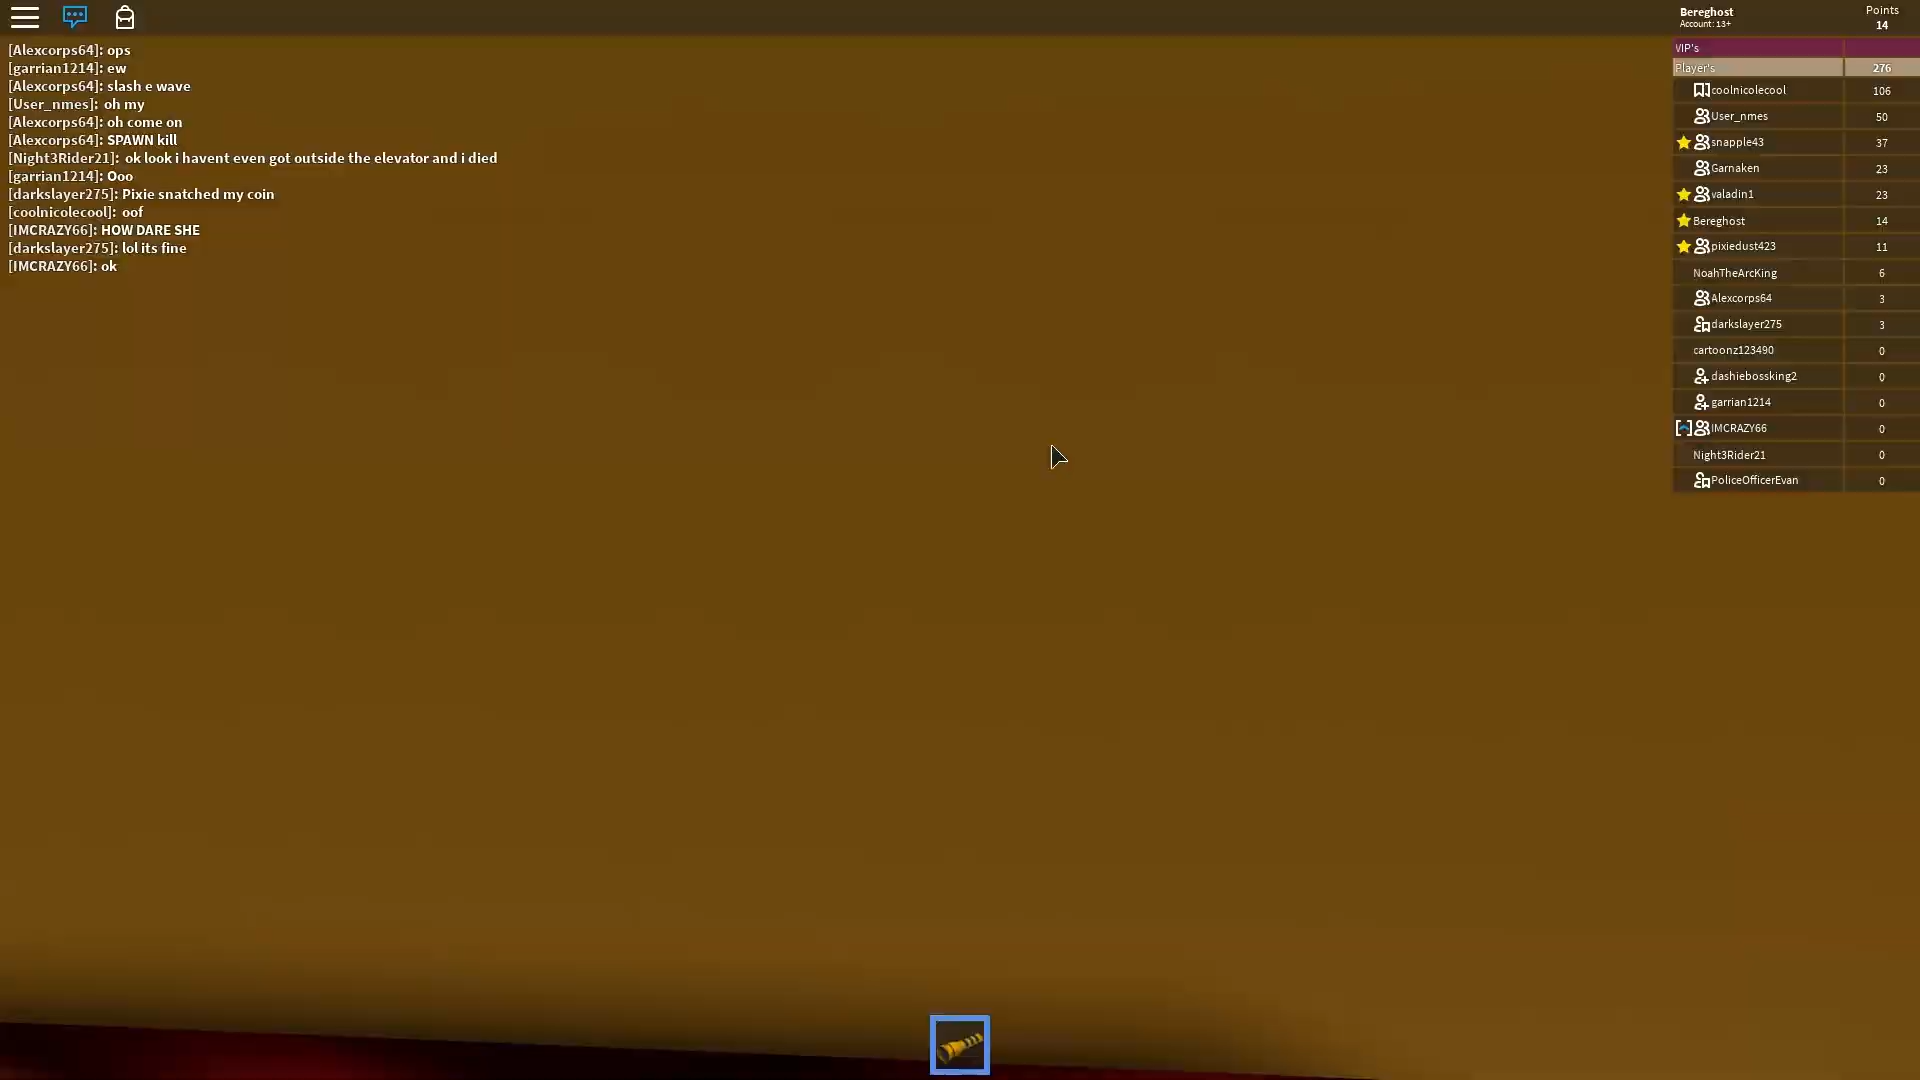 [Alexcorps64]: ops
[garrian1214]: ew
[Alexcorps64]: slash e wave
[User_nmes]: oh my
[Alexcorps64]: oh come on
[Alexcorps64]: SPAWN kill
[Night3Rider21]: ok look i havent even got outside the elevator and i died
[garrian1214]: Ooo
[darkslayer275]: Pixie snatched my coin
[coolnicolecool]: oof
[IMCRAZY66]: HOW DARE SHE
[darkslayer275]: lol its fine
[IMCRAZY66]: ok
Bereghost Points
Account: 13+ 14
VIP's
Player's 276
coolnicolecool 106
User_nmes 50
snapple43 37
Garnaken 23
valadin1 23
Bereghost 14
pixiedust423 11
NoahTheArcKing 6
Alexcorps64 3
darkslayer275 3
cartoonz123490 0
dashiebossking2 0
garrian1214 0
IMCRAZY66 0
Night3Rider21 0
PoliceOfficerEvan 0